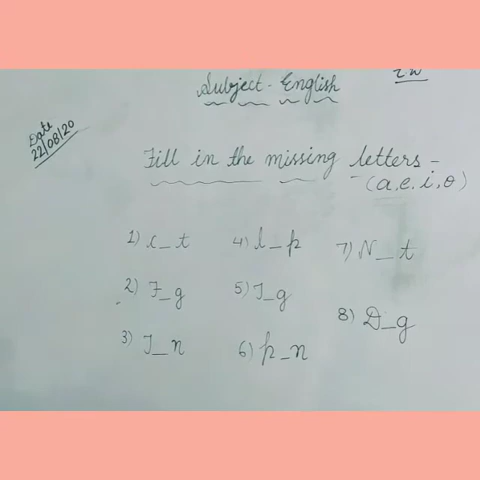 Subject - English
Date
22/08/20
Fill in the missing letters -
(a, e, i, o)
1) c_t
2) F_g
3) T_n
4) l_p
5) J_g
6) p_n
7) N_t
8) D_g